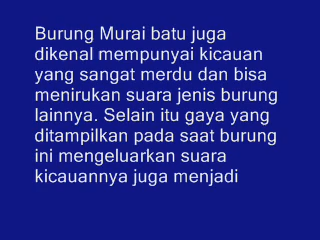 Burung Murai batu juga
dikenal mempunyai kicauan
yang sangat merdu dan bisa
menirukan suara jenis burung
lainnya. Selain itu gaya yang
ditampilkan pada saat burung
ini mengeluarkan suara
kicauannya juga menjadi